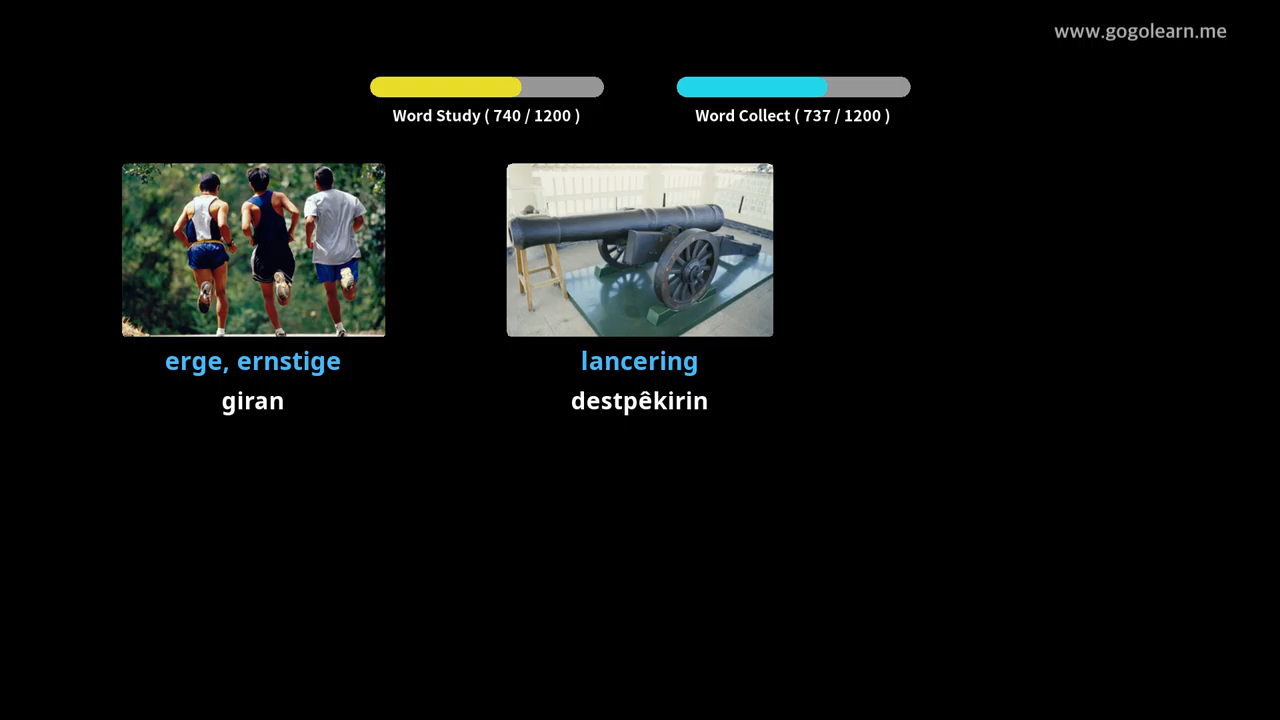 www.gogolearn.me
Word Study ( 740 / 1200 )
Word Collect ( 737 / 1200 )
erge, ernstige
giran
lancering
destpêkirin